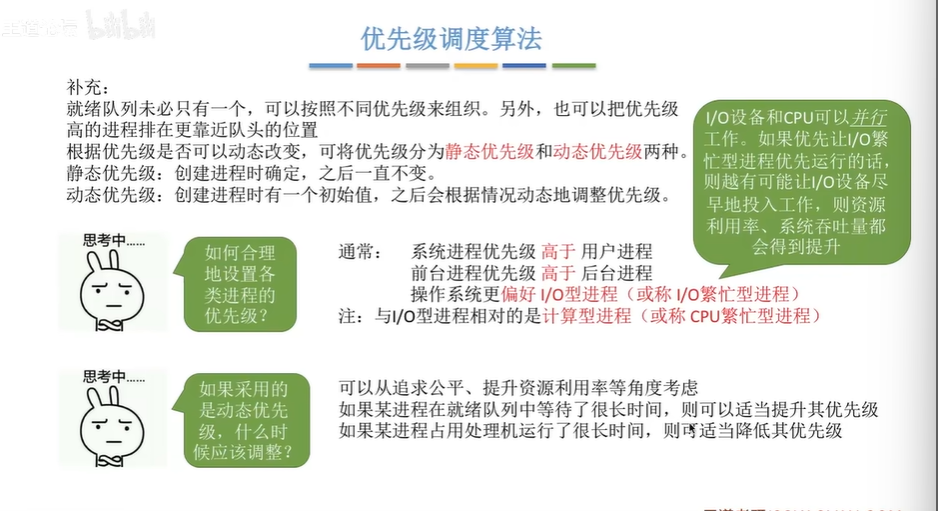 优先级调度算法
补充：
就绪队列未必只有一个，可以按照不同优先级来组织。另外，也可以把优先级
高的进程排在更靠近队头的位置
根据优先级是否可以动态改变，可将优先级分为静态优先级和动态优先级两种。
静态优先级：创建进程时确定，之后一直不变。
动态优先级：创建进程时有一个初始值，之后会根据情况动态地调整优先级。
I/O设备和CPU可以并行
工作。如果优先让I/O繁
忙型进程优先运行的话，
则越有可能让I/O设备尽
早地投入工作，则资源
利用率、系统吞吐量都
会得到提升
思考中......
如何合理
地设置各
类进程的
优先级？
通常： 系统进程优先级 高于 用户进程
前台进程优先级 高于 后台进程
操作系统更偏好 I/O型进程（或称 I/O繁忙型进程）
注：与I/O型进程相对的是计算型进程（或称 CPU繁忙型进程）
思考中......
如果采用的
是动态优先
级，什么时
候应该调整？
可以从追求公平、提升资源利用率等角度考虑
如果某进程在就绪队列中等待了很长时间，则可以适当提升其优先级
如果某进程占用处理机运行了很长时间，则可适当降低其优先级